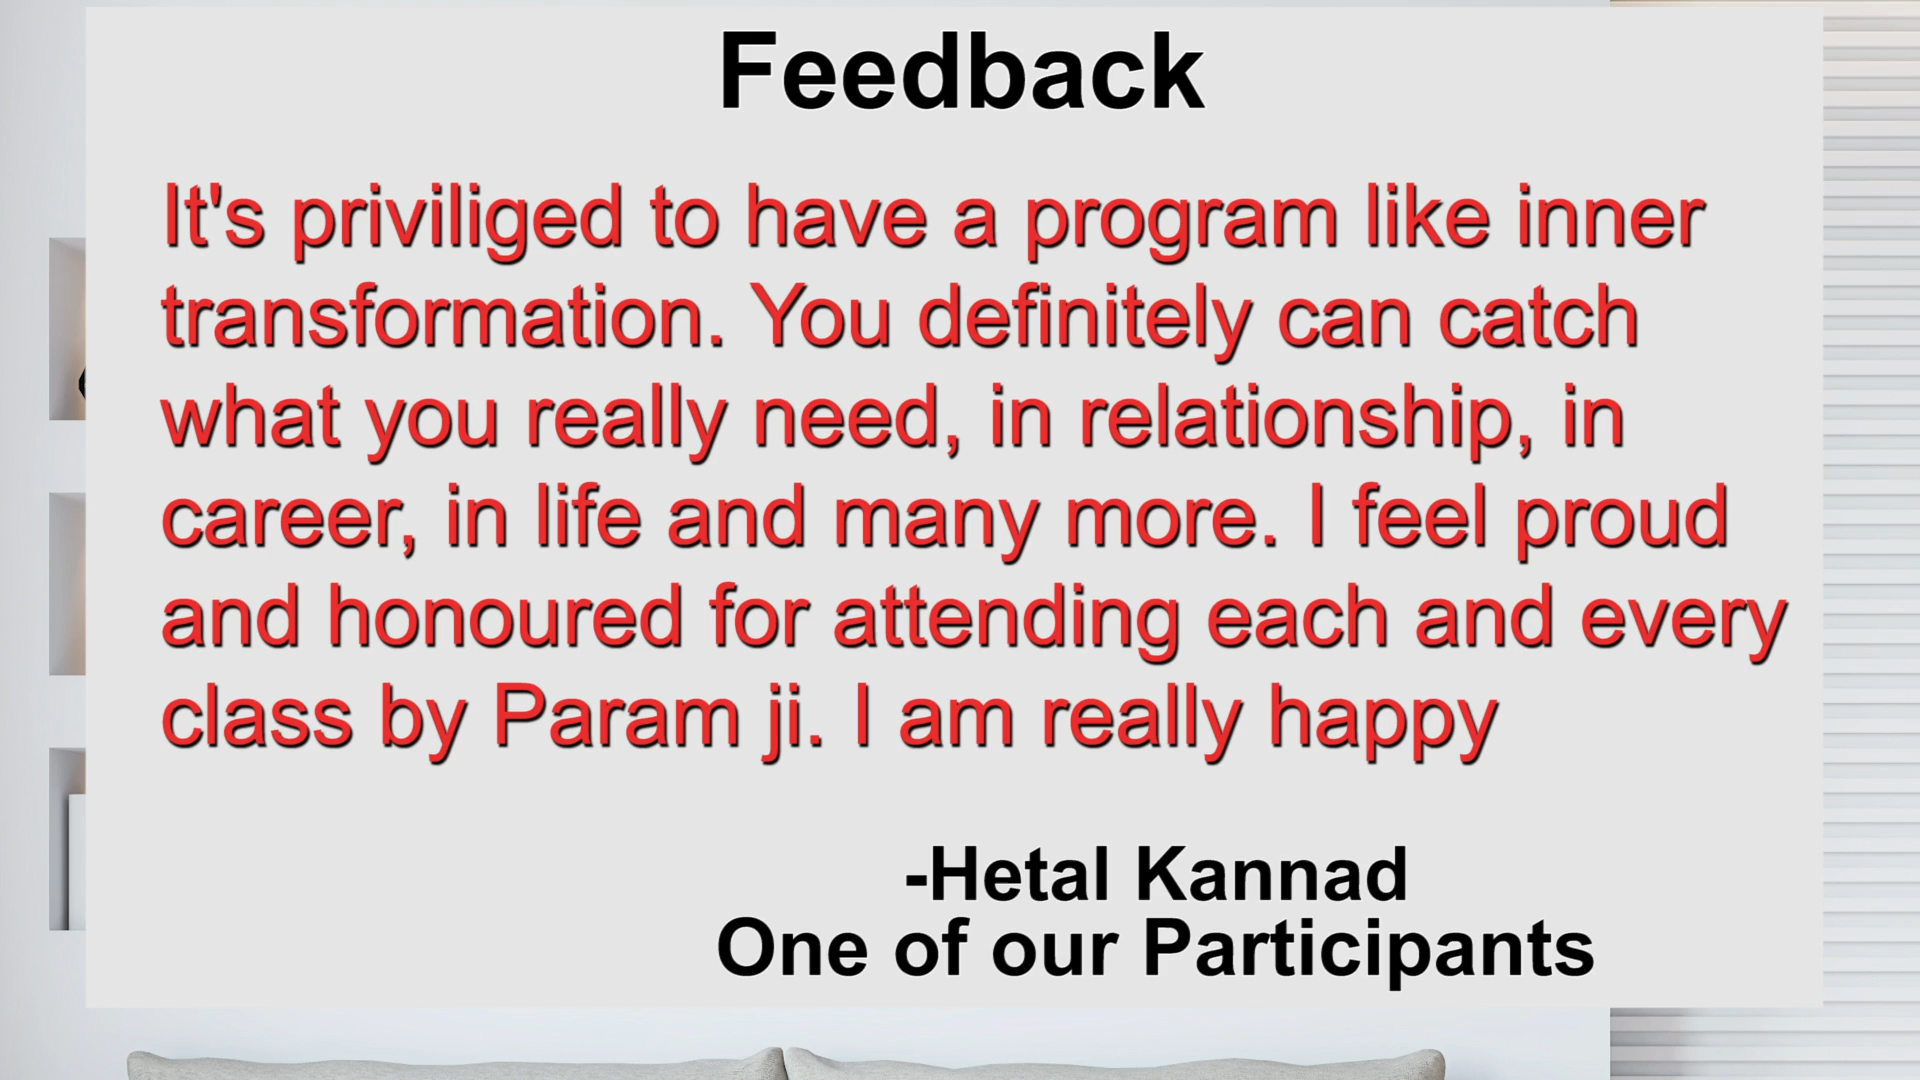 Feedback
It's priviliged to have a program like inner
transformation. You definitely can catch
what you really need, in relationship, in
career, in life and many more. I feel proud
and honoured for attending each and every
class by Param ji. I am really happy
-Hetal Kannad
One of our Participants